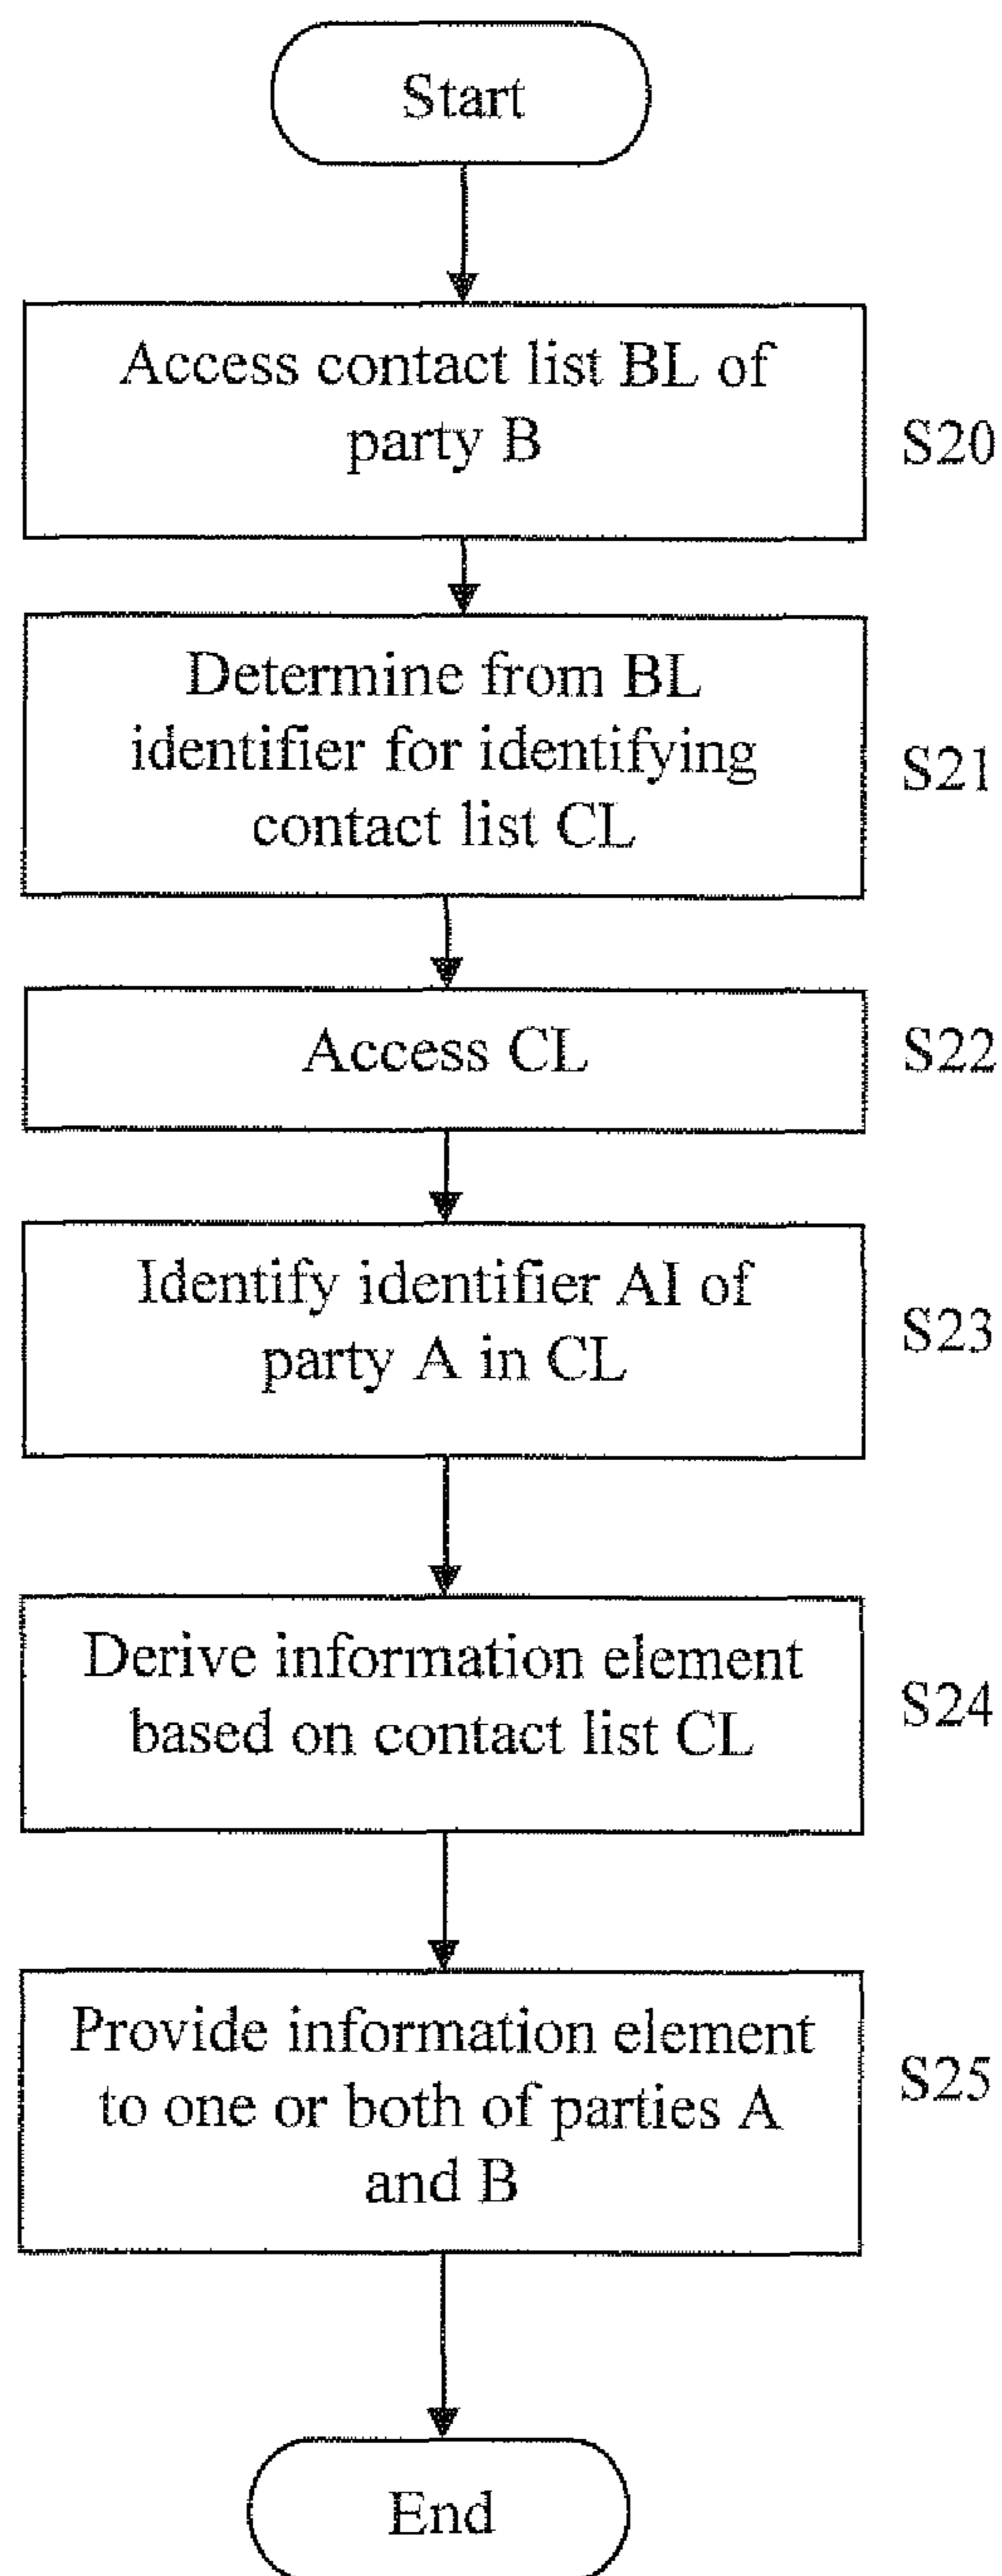 Start
Access contact list BL of
party B
S20
Determine from BL
identifier for identifying
contact list CL
S21
Access CL
S22
Identify identifier AI of
party A in CL
S23
Derive information element
based on contact list CL
S24
Provide information element
to one or both of parties A
and B
S25
End